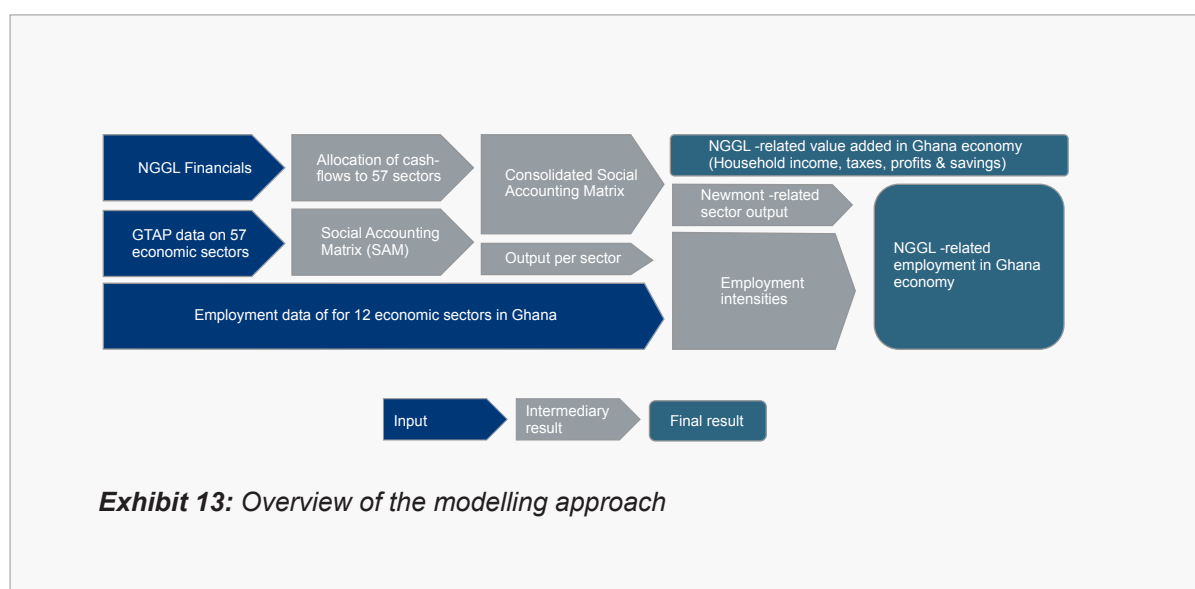 NGGL Financials
Allocation of cash-
flows to 57 sectors
Consolidated Social
Accounting Matrix
NGGL -related value added in Ghana economy
(Household income, taxes, profits & savings)
GTAP data on 57
economic sectors
Social Accounting
Matrix (SAM)
Output per sector
Newmont -related
sector output
Employment data of for 12 economic sectors in Ghana
Employment
intensities
NGGL -related
employment in Ghana
economy
Input
Intermediary
result
Final result
Exhibit 13: Overview of the modelling approach